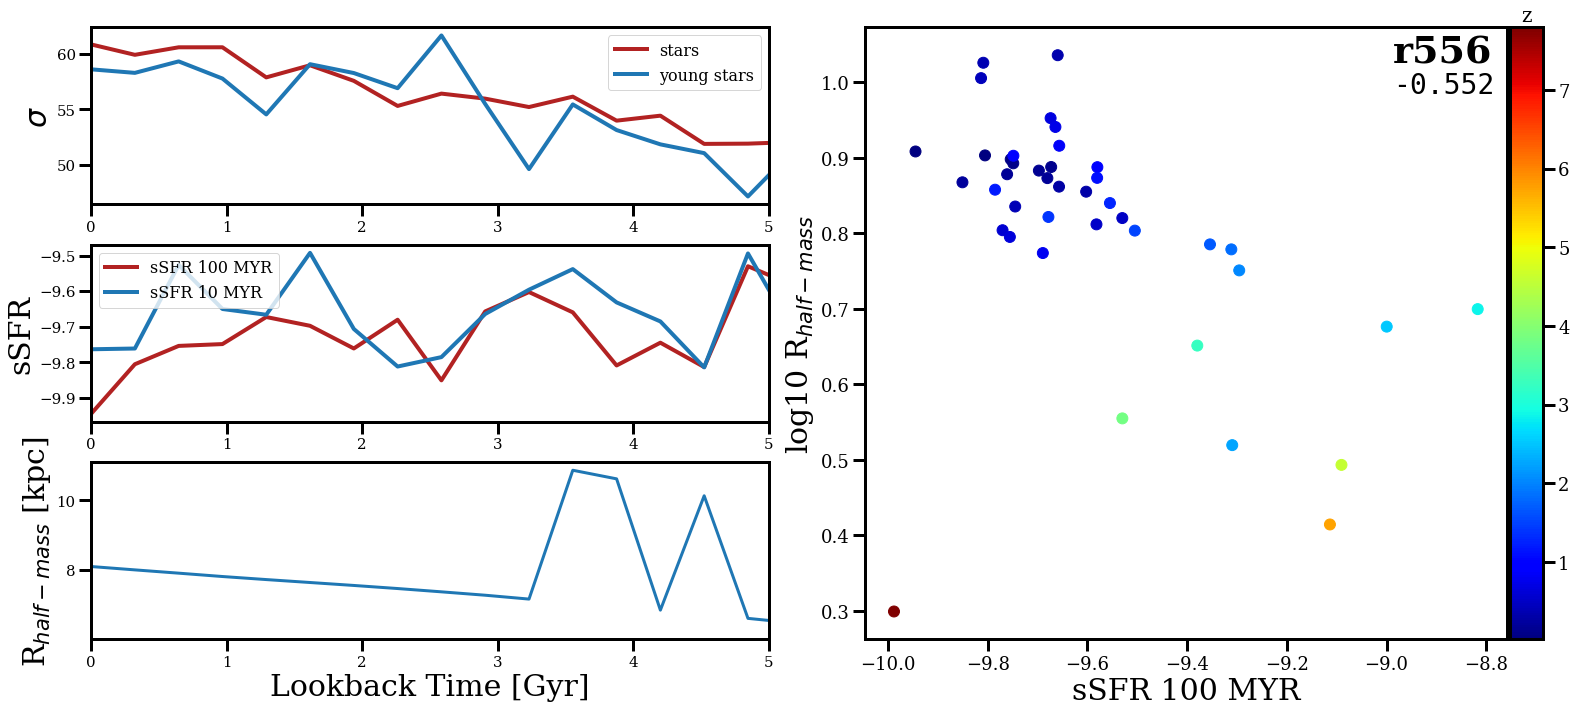 σ
60
55
50
stars
young stars
0 1 2 3 4 5
sSFR
−9.5
−9.6
−9.7
−9.8
−9.9
sSFR 100 MYR
sSFR 10 MYR
0 1 2 3 4 5
R_{half−mass} [kpc]
10
8
0 1 2 3 4 5
Lookback Time [Gyr]
log10 R_{half−mass}
1.0
0.9
0.8
0.7
0.6
0.5
0.4
0.3
r556
-0.552
−10.0 −9.8 −9.6 −9.4 −9.2 −9.0 −8.8
sSFR 100 MYR
z
7
6
5
4
3
2
1